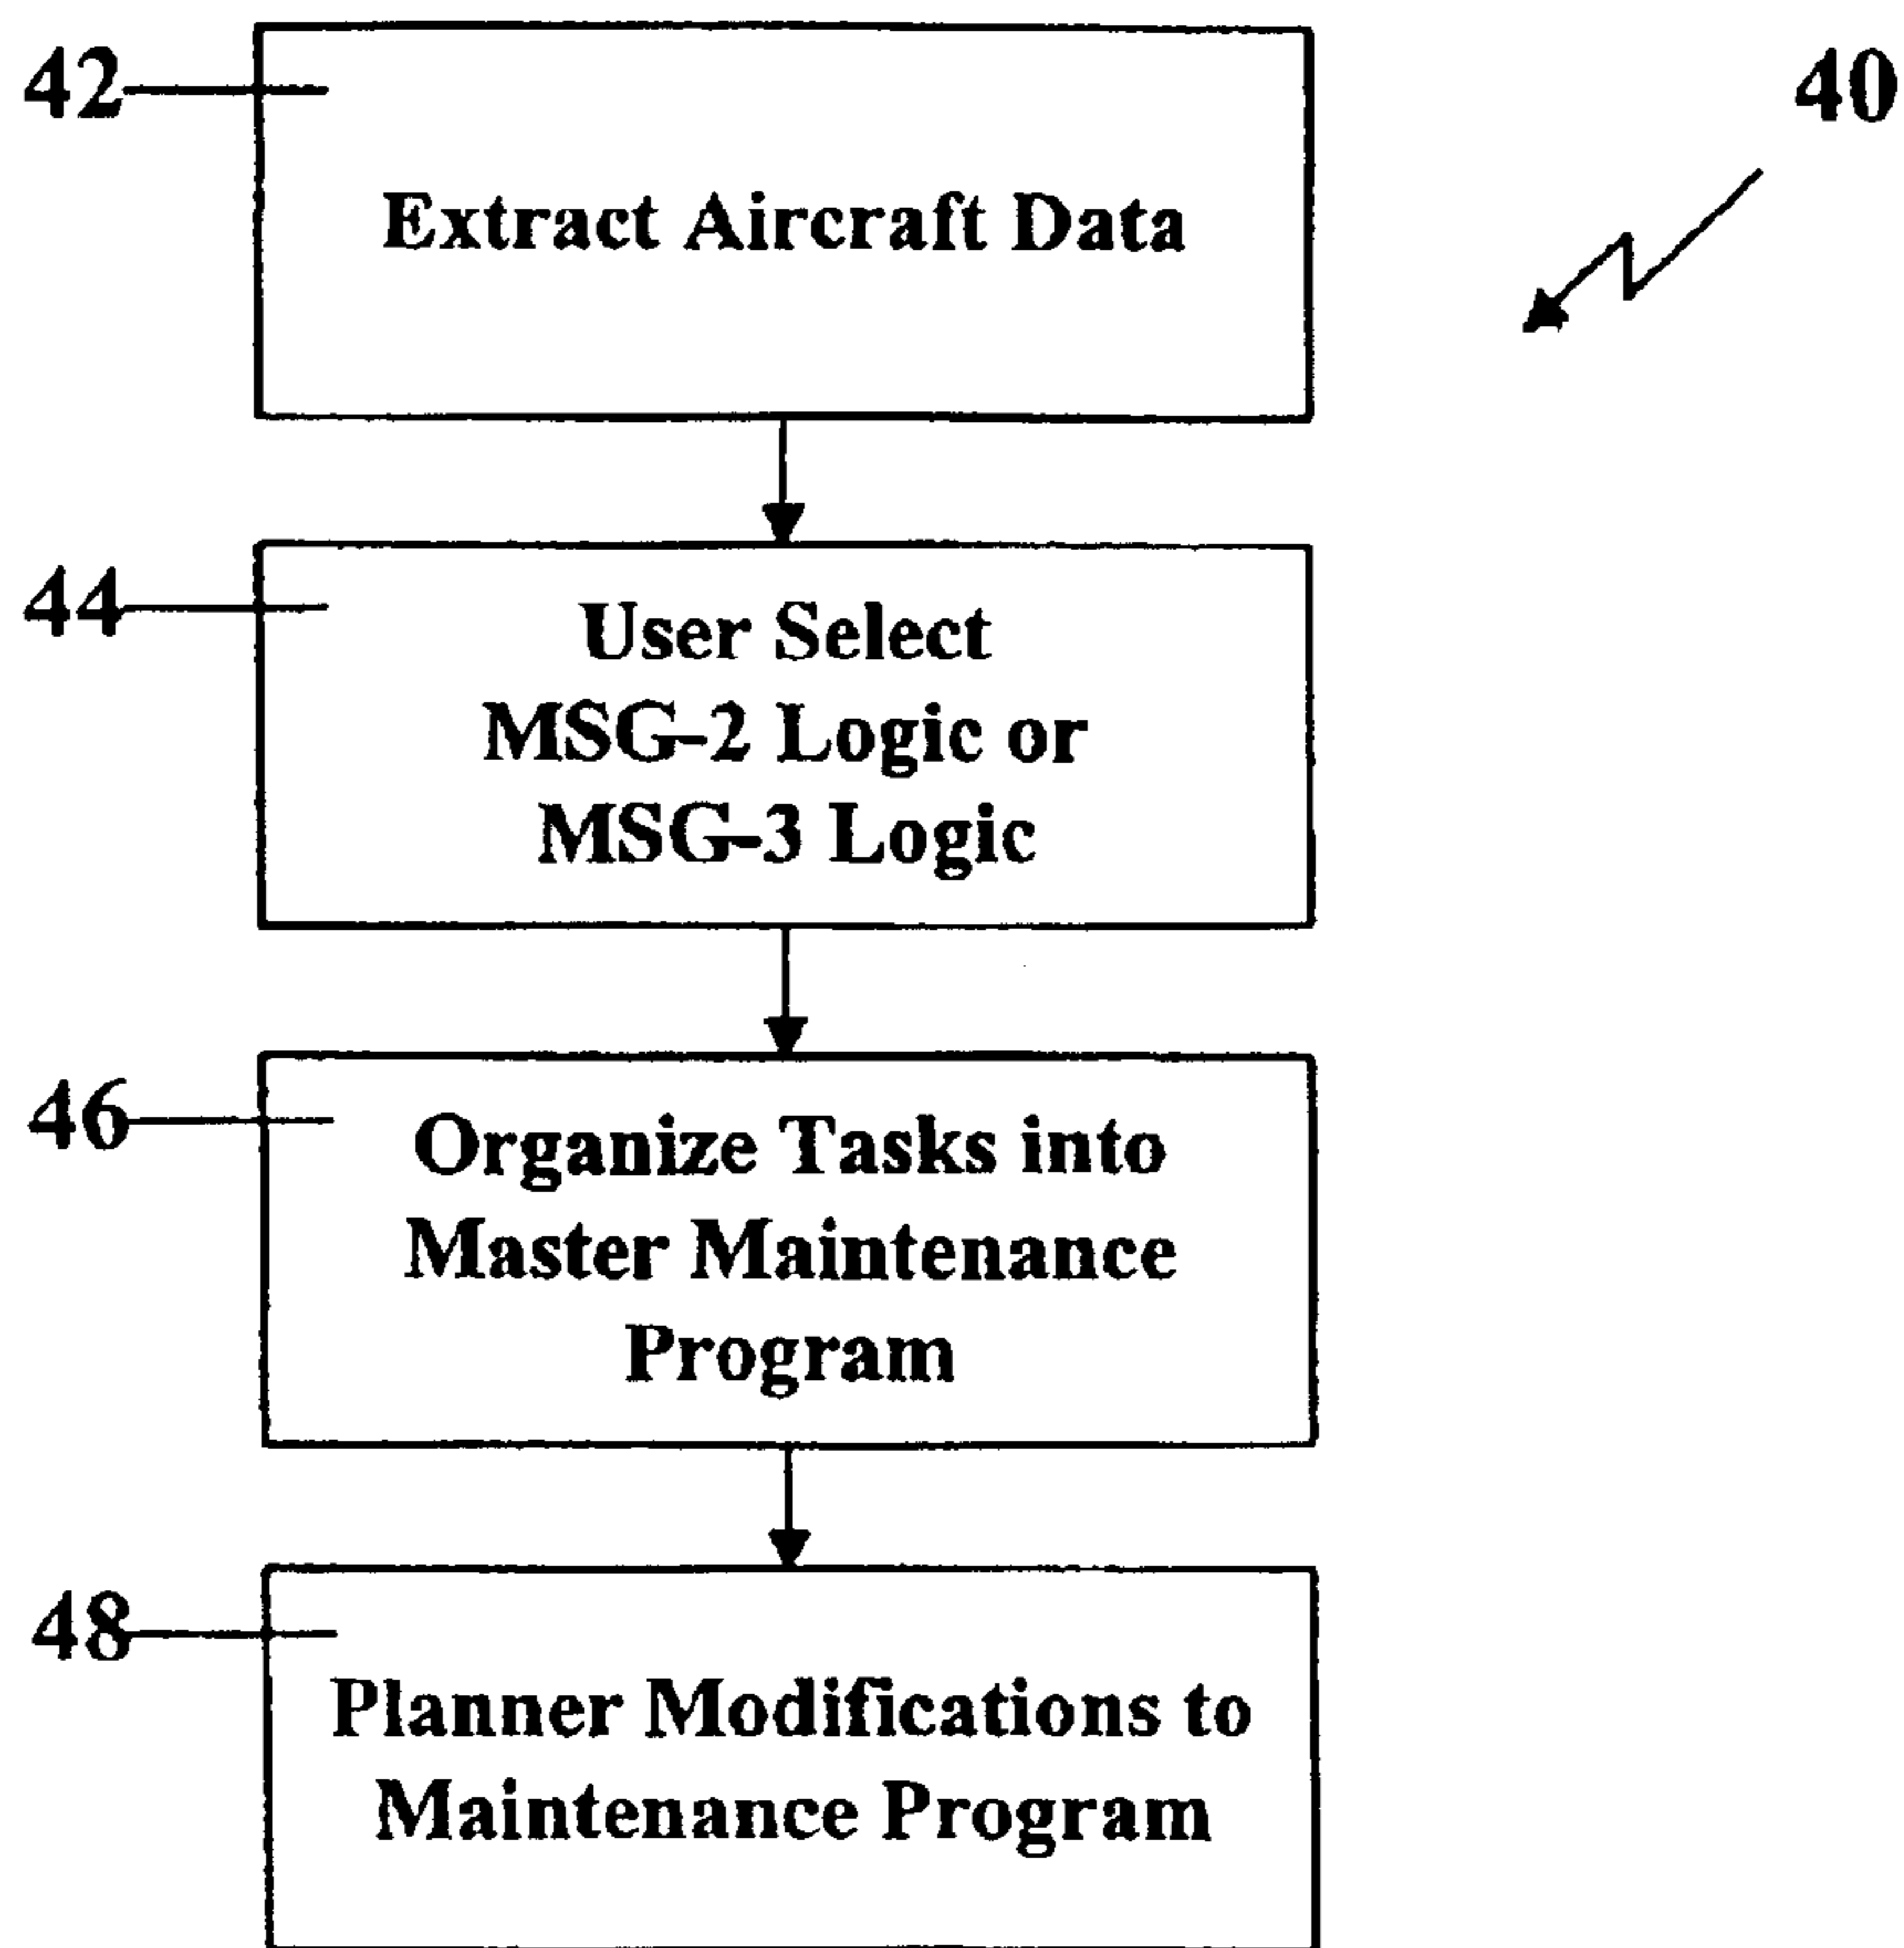 42
40
Extract Aircraft Data
44
User Select
MSG-2 Logic or
MSG-3 Logic
46
Organize Tasks into
Master Maintenance
Program
48
Planner Modifications to
Maintenance Program